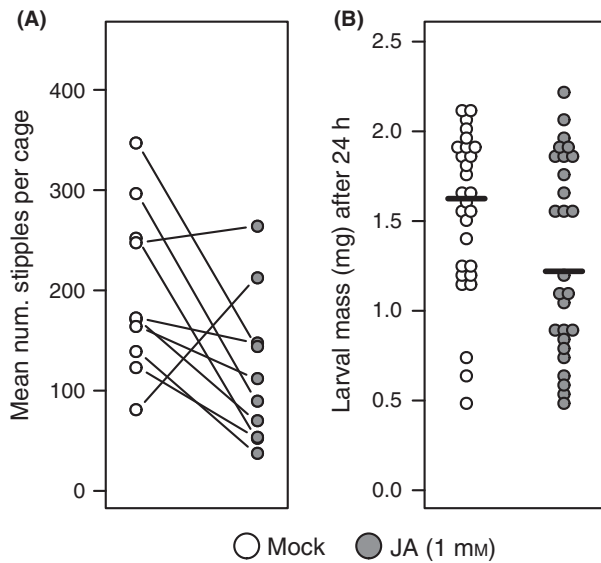 (A)
(B)
Mean num. stipples per cage
400
300
200
100
0
Larval mass (mg) after 24 h
2.5
2.0
1.5
1.0
0.5
0.0
Mock
JA (1 mᴍ)